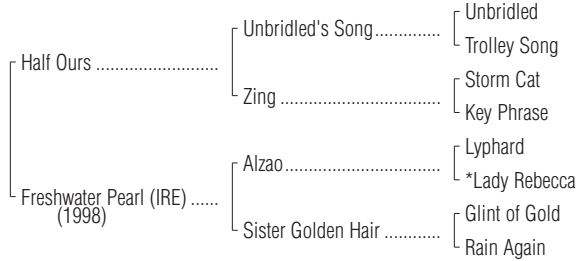 Unbridled
Unbridled's Song..............
Trolley Song
Half Ours ..........................
Storm Cat
Zing ..................................
Key Phrase
Lyphard
Alzao.................................
*Lady Rebecca
Freshwater Pearl (IRE) ......
(1998)
Glint of Gold
Sister Golden Hair ............
Rain Again